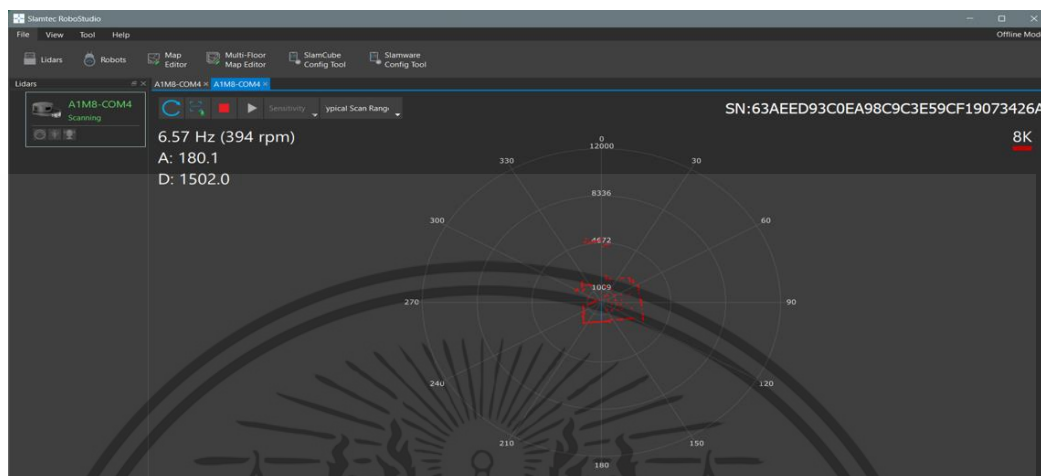 Slamtec RoboStudio
File View Tool Help
Offline Mod
Lidars Robots Map Editor Multi-Floor Map Editor SlamCube Config Tool Slamware Config Tool
Lidars A1M8-COM4 A1M8-COM4
A1M8-COM4
Scanning
Sensitivity ypical Scan Rang
SN:63AEED93C0EA98C9C3E59CF19073426A
6.57 Hz (394 rpm)
8K
A: 180.1
D: 1502.0
0
12000
330 30
8336
300 60
4672
1009
270 90
240 120
210 150
180